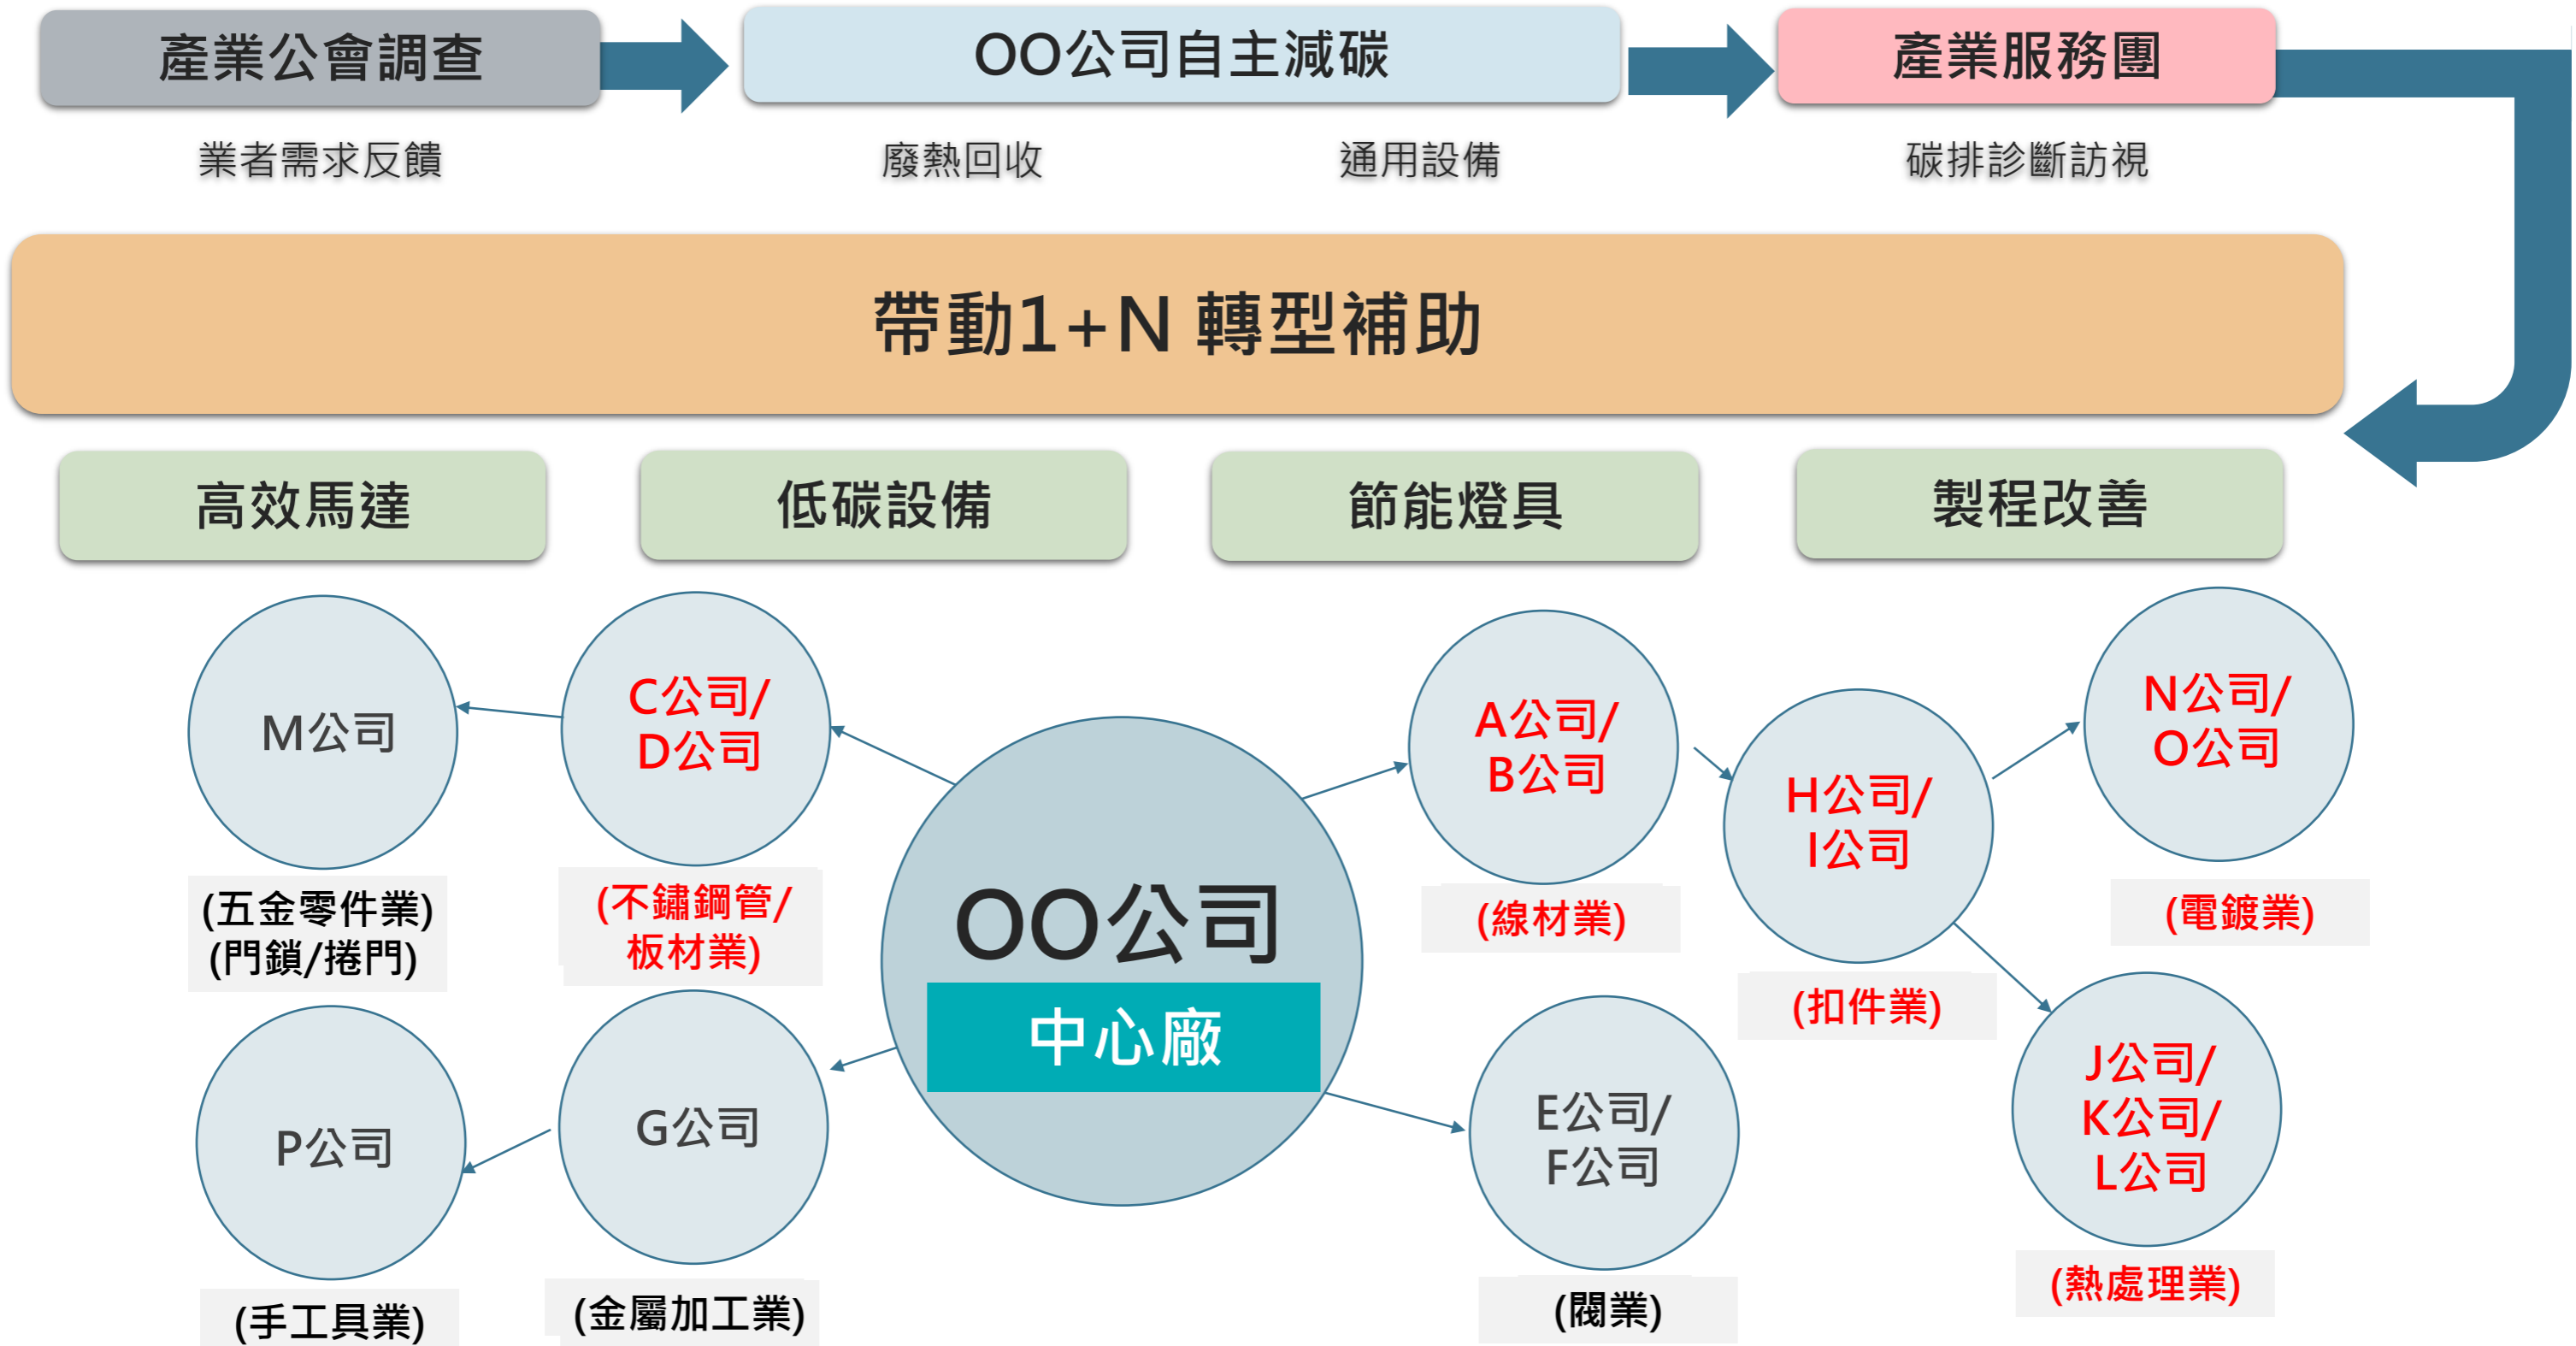 產業公會調查
OO公司自主減碳
產業服務團
業者需求反饋
廢熱回收
通用設備
碳排診斷訪視
帶動1+N 轉型補助
高效馬達
低碳設備
節能燈具
製程改善
M公司
(五金零件業)
(門鎖/捲門)
C公司/
D公司
(不鏽鋼管/
板材業)
OO公司
中心廠
A公司/
B公司
(線材業)
H公司/
I公司
(扣件業)
N公司/
O公司
(電鍍業)
P公司
(手工具業)
G公司
(金屬加工業)
E公司/
F公司
(閥業)
J公司/
K公司/
L公司
(熱處理業)